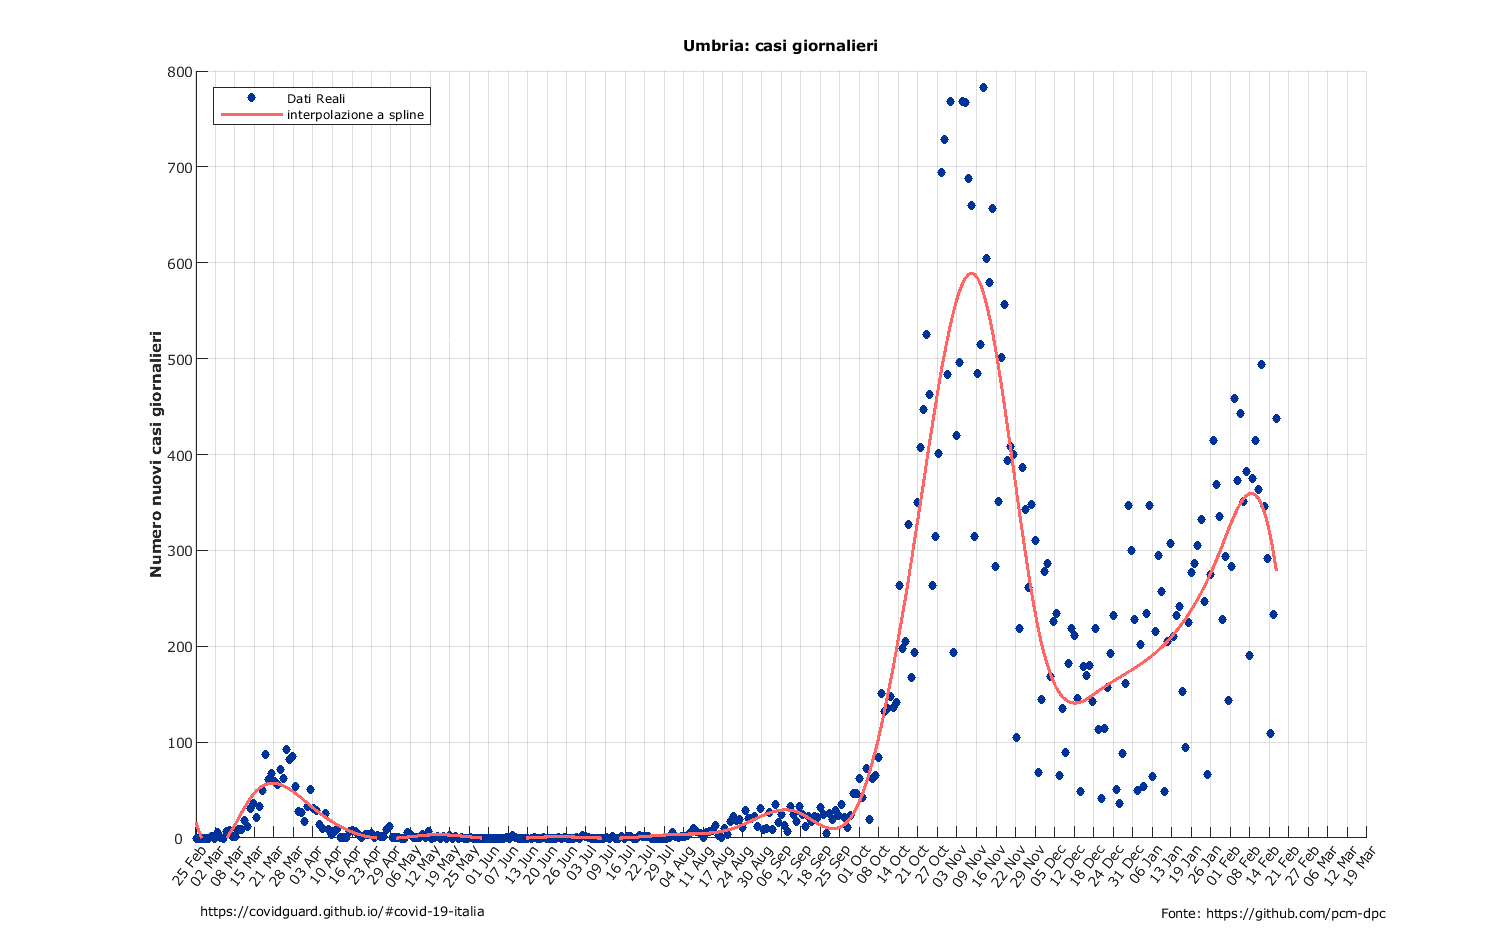 Umbria: casi giornalieri
Dati Reali
interpolazione a spline
Numero nuovi casi giornalieri
800
700
600
500
400
300
200
100
0
25 Feb
02 Mar
08 Mar
15 Mar
21 Mar
28 Mar
03 Apr
10 Apr
16 Apr
23 Apr
29 Apr
06 May
12 May
19 May
25 May
01 Jun
07 Jun
13 Jun
20 Jun
26 Jun
03 Jul
09 Jul
16 Jul
22 Jul
29 Jul
04 Aug
11 Aug
17 Aug
24 Aug
30 Aug
06 Sep
12 Sep
18 Sep
25 Sep
01 Oct
08 Oct
14 Oct
21 Oct
27 Oct
03 Nov
09 Nov
16 Nov
22 Nov
29 Nov
05 Dec
12 Dec
18 Dec
24 Dec
31 Dec
06 Jan
13 Jan
19 Jan
26 Jan
01 Feb
08 Feb
14 Feb
21 Feb
27 Feb
06 Mar
12 Mar
19 Mar
https://covidguard.github.io/#covid-19-italia
Fonte: https://github.com/pcm-dpc